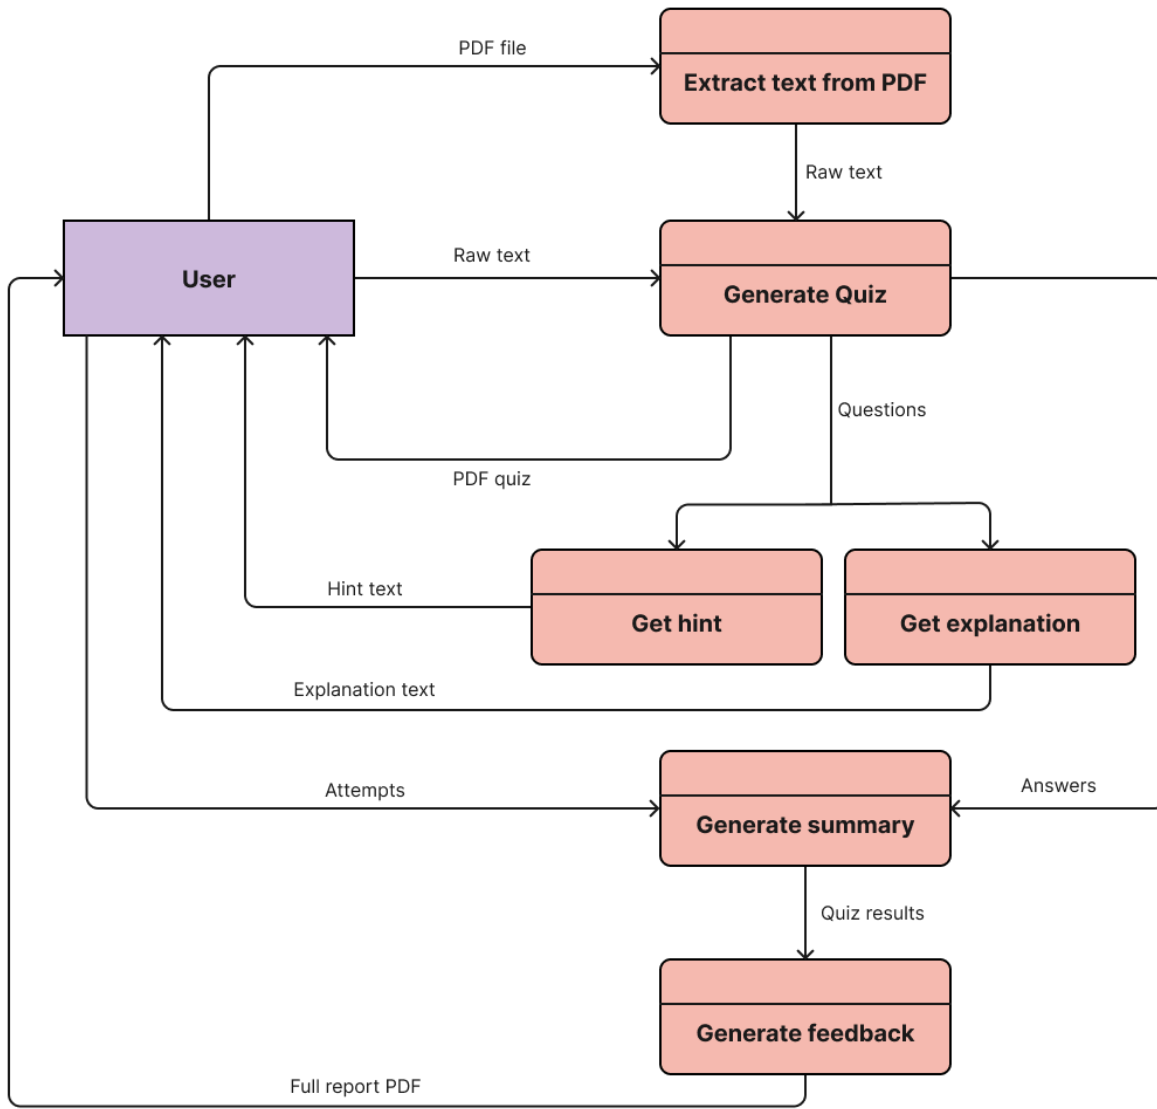 PDF file
Extract text from PDF
Raw text
User
Raw text
Generate Quiz
Questions
PDF quiz
Hint text
Get hint
Get explanation
Explanation text
Attempts
Answers
Generate summary
Quiz results
Generate feedback
Full report PDF